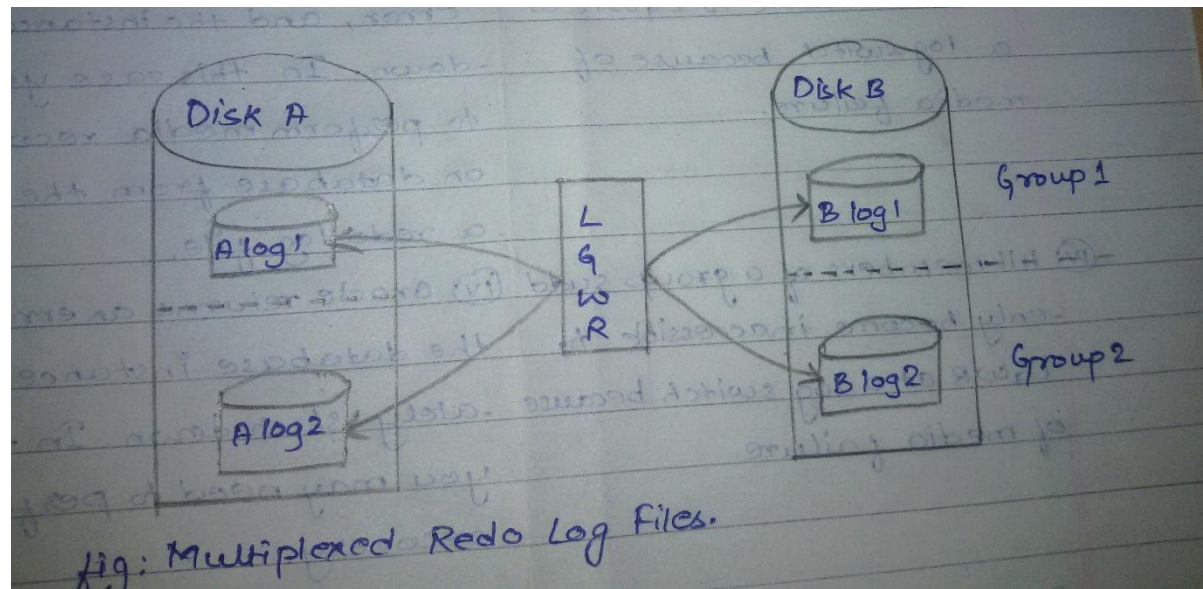 Disk A
Disk B
A log1
L
G
W
R
B log1
Group 1
A log2
B log2
Group 2
fig: Multiplexed Redo Log Files.